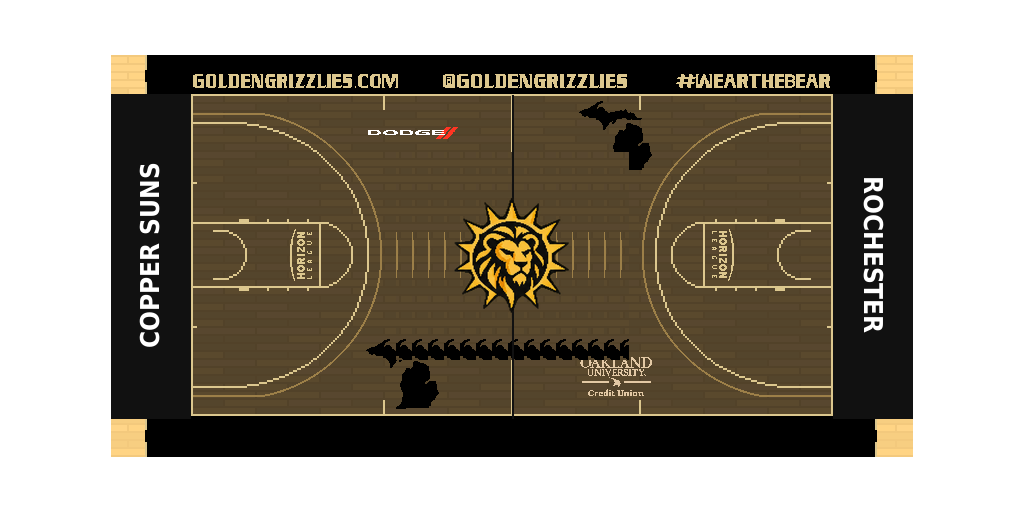 GOLDENGRIZZLIES.COM @GOLDENGRIZZLIES #WEARTHEBEAR
DODGE
COPPER SUNS
HORIZON
LEAGUE
HORIZON
LEAGUE
ROCHESTER
OAKLAND
UNIVERSITY.
Credit Union